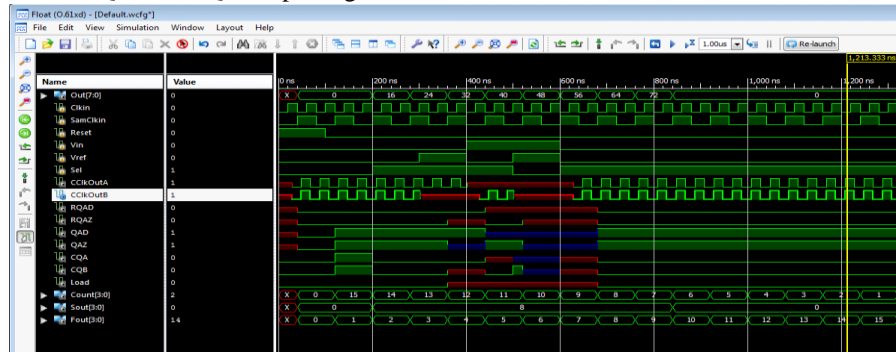 Float (O.61xd) - [Default.wcfg*]
File Edit View Simulation Window Layout Help
1.00us Re-launch
1,213.333 ns
Name Value
0 ns 200 ns 400 ns 600 ns 800 ns 1,000 ns 1,200 ns
Out[7:0] 0 X 0 16 24 32 40 48 56 64 72 0
Clkin 0
SamClkin 0
Reset 0
Vin 0
Vref 0
Sel 1
CClkOutA 1
CClkOutB 1
RQAD 0
RQAZ 0
QAD 1
QAZ 1
CQA 0
CQB 0
Load 0
Count[3:0] 2 X 0 15 14 13 12 11 10 9 8 7 6 5 4 3 2 1
Sout[3:0] 0 X 0 8 0
Fout[3:0] 14 X 0 1 2 3 4 5 6 7 8 9 10 11 12 13 14 15